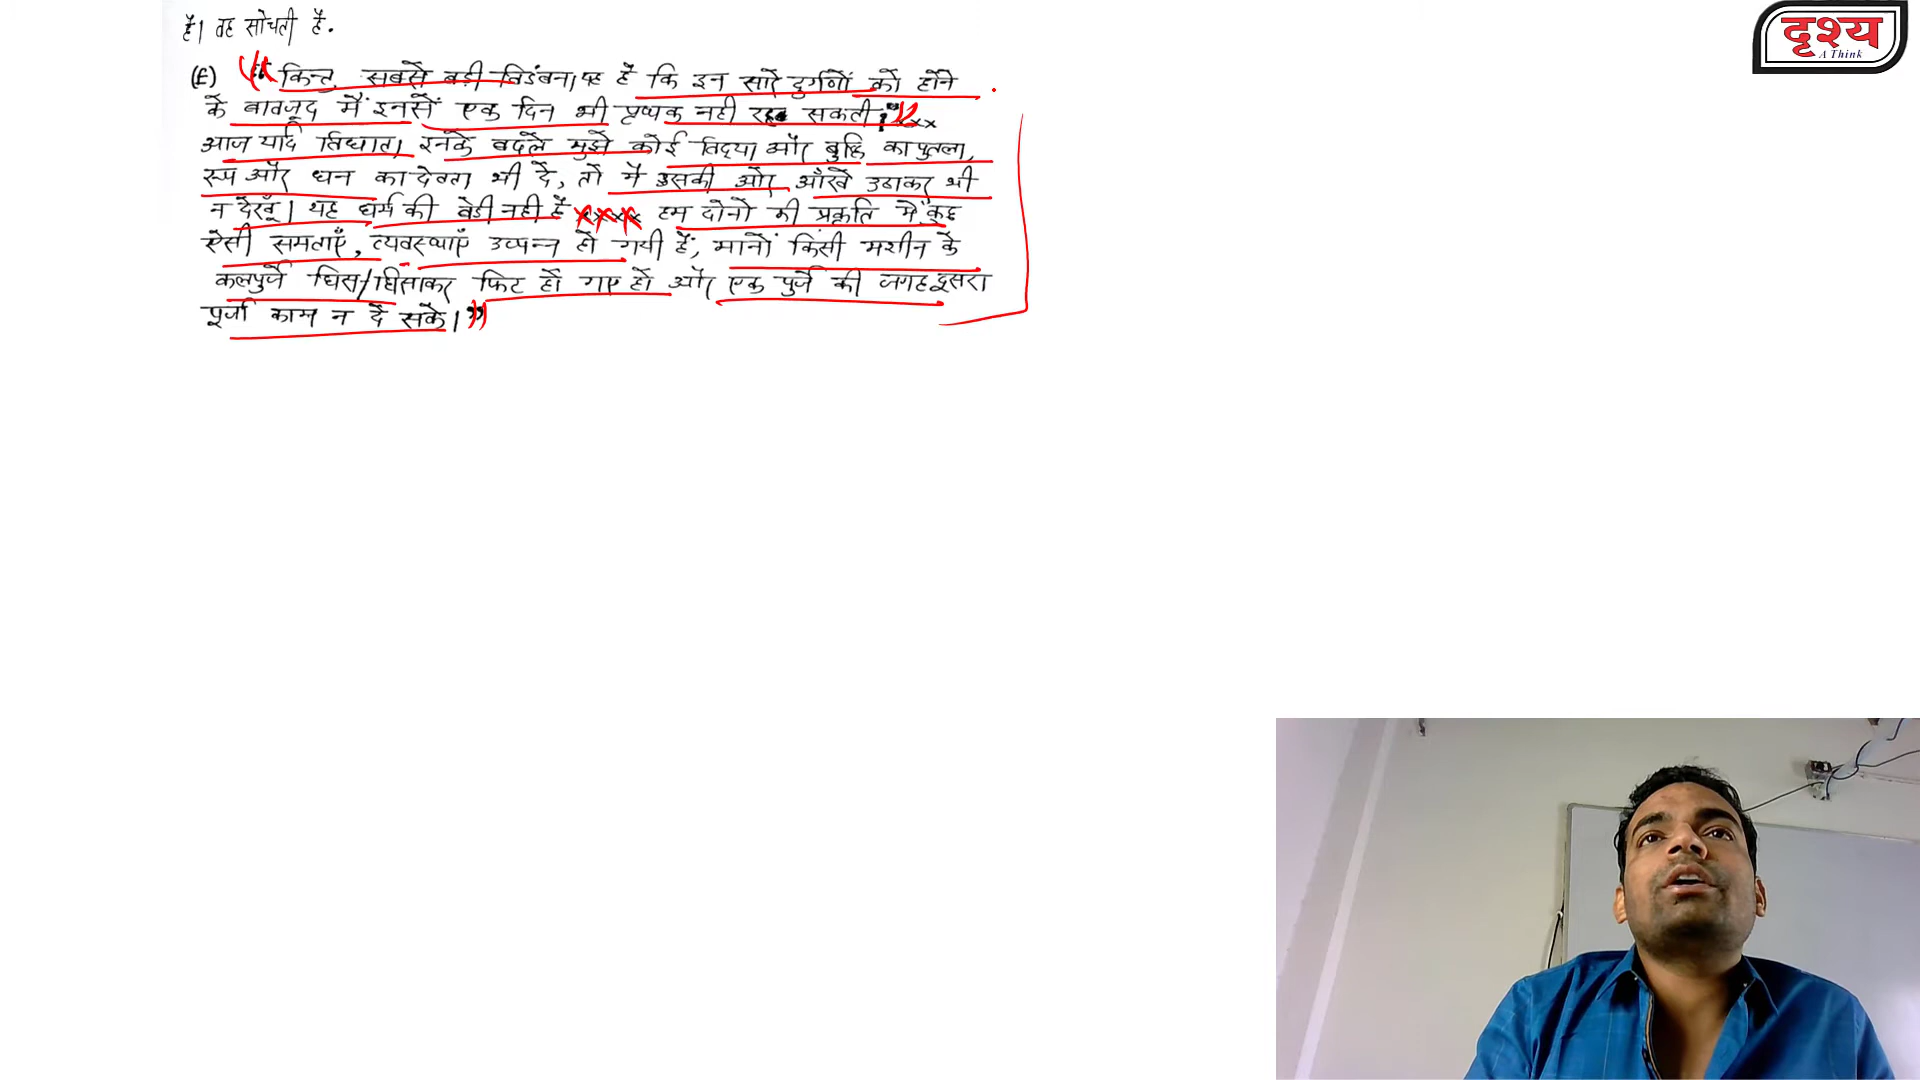 है। वह सोचती है.
(E) "किन्तु सबसे बड़ी विडंबना यह है कि इन सारे दुर्गुणों को होने
के बावजूद मैं इनसें एक दिन भी पृथक नही रह सकती।" xxx
आज यदि विधाता इनके बदले मुझे कोई विद्या और बुद्धि का पुतला,
रूप और धन का देवता भी दें, तो मैं उसकी ओर आँखें उठाकर भी
न देखूँ। यह धर्म की बेडी नही है xxxx हम दोनो की प्रकृति में कुछ
ऐसी समताएँ, व्यवस्थाएँ उत्पन्न हो गयी हैं, मानों किसी मशीन के
कलपुर्जे घिस/घिसाकर फिट हो गए हों और एक पुर्जे की जगह दूसरा
पूर्जा काम न दे सके।"
दृश्य
A Think